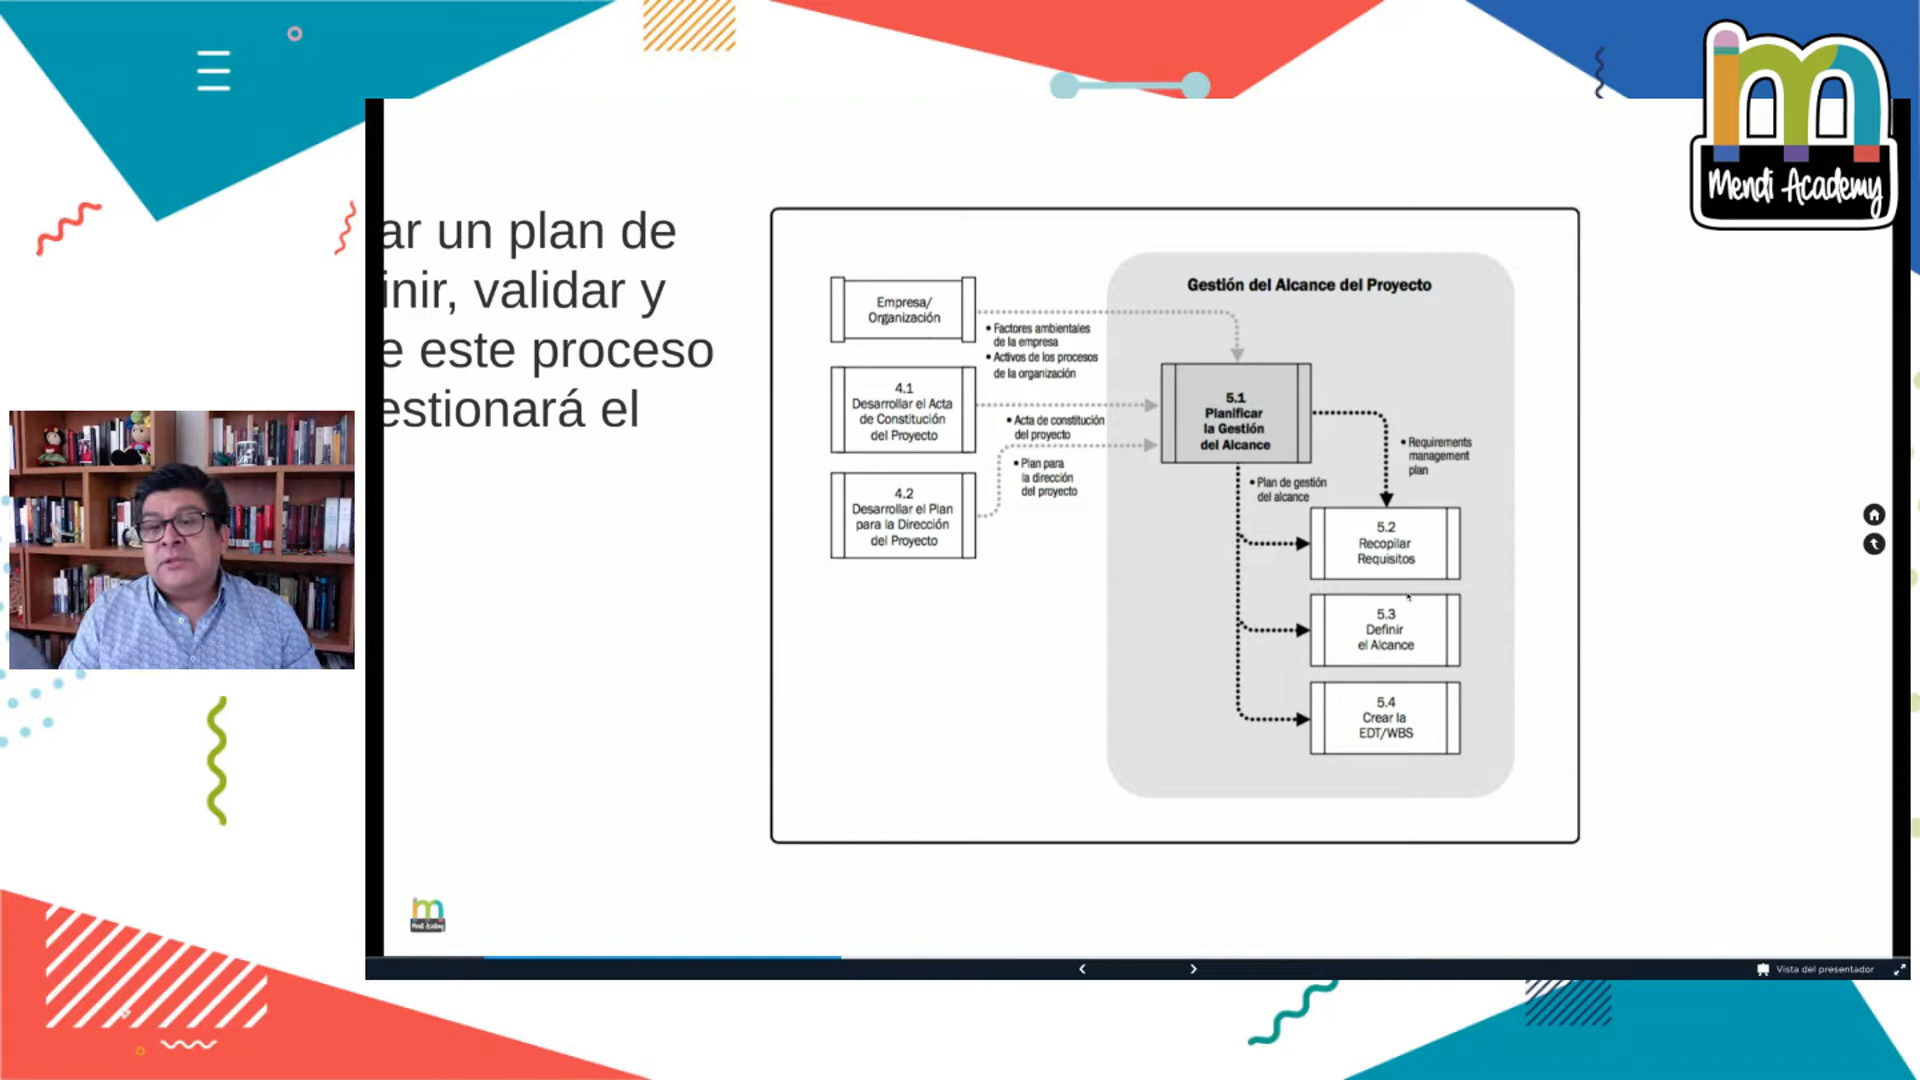 Mendi Academy
ar un plan de
inir, validar y
e este proceso
estionará el
Gestión del Alcance del Proyecto
Empresa/
Organización
• Factores ambientales
de la empresa
• Activos de los procesos
de la organización
4.1
Desarrollar el Acta
de Constitución
del Proyecto
• Acta de constitución
del proyecto
4.2
Desarrollar el Plan
para la Dirección
del Proyecto
• Plan para
la dirección
del proyecto
5.1
Planificar
la Gestión
del Alcance
• Requirements
management
plan
• Plan de gestión
del alcance
5.2
Recopilar
Requisitos
5.3
Definir
el Alcance
5.4
Crear la
EDT/WBS
Mendi Academy
Vista del presentador